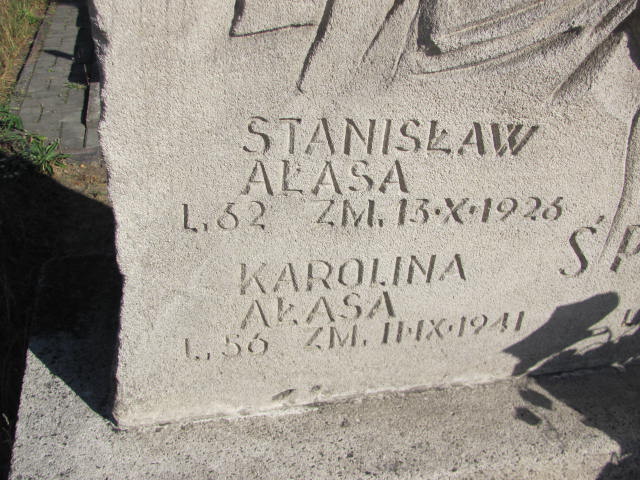 STANISŁAW
AŁASA
L. 62 ZM. 13·X·1926
KAROLINA
AŁASA
L. 56 ZM. 11·IX·1941
Ś